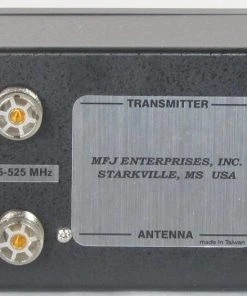 TRANSMITTER
MFJ ENTERPRISES, INC.
5-525 MHz
STARKVILLE, MS USA
ANTENNA
made in Taiwan